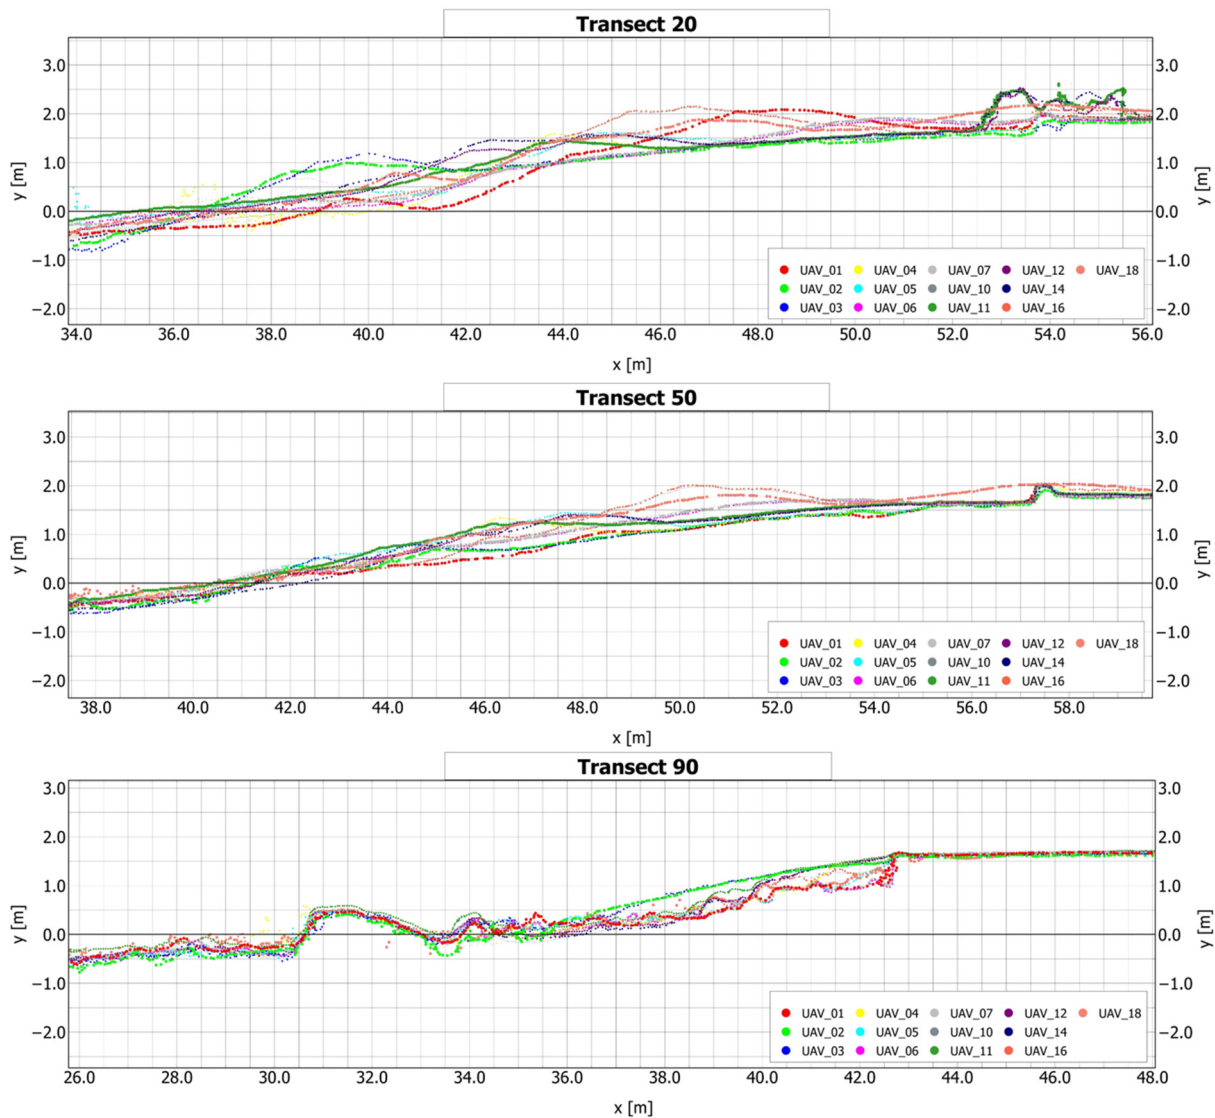 Transect 20
3.0 3.0
2.0 2.0
1.0 1.0
0.0 0.0
−1.0 −1.0
−2.0 −2.0
y [m] y [m]
UAV_01 UAV_04 UAV_07 UAV_12 UAV_18
UAV_02 UAV_05 UAV_10 UAV_14
UAV_03 UAV_06 UAV_11 UAV_16
34.0 36.0 38.0 40.0 42.0 44.0 46.0 48.0 50.0 52.0 54.0 56.0
x [m]
Transect 50
3.0 3.0
2.0 2.0
1.0 1.0
0.0 0.0
−1.0 −1.0
−2.0 −2.0
y [m] y [m]
UAV_01 UAV_04 UAV_07 UAV_12 UAV_18
UAV_02 UAV_05 UAV_10 UAV_14
UAV_03 UAV_06 UAV_11 UAV_16
38.0 40.0 42.0 44.0 46.0 48.0 50.0 52.0 54.0 56.0 58.0
x [m]
Transect 90
3.0 3.0
2.0 2.0
1.0 1.0
0.0 0.0
−1.0 −1.0
−2.0 −2.0
y [m] y [m]
UAV_01 UAV_04 UAV_07 UAV_12 UAV_18
UAV_02 UAV_05 UAV_10 UAV_14
UAV_03 UAV_06 UAV_11 UAV_16
26.0 28.0 30.0 32.0 34.0 36.0 38.0 40.0 42.0 44.0 46.0 48.0
x [m]